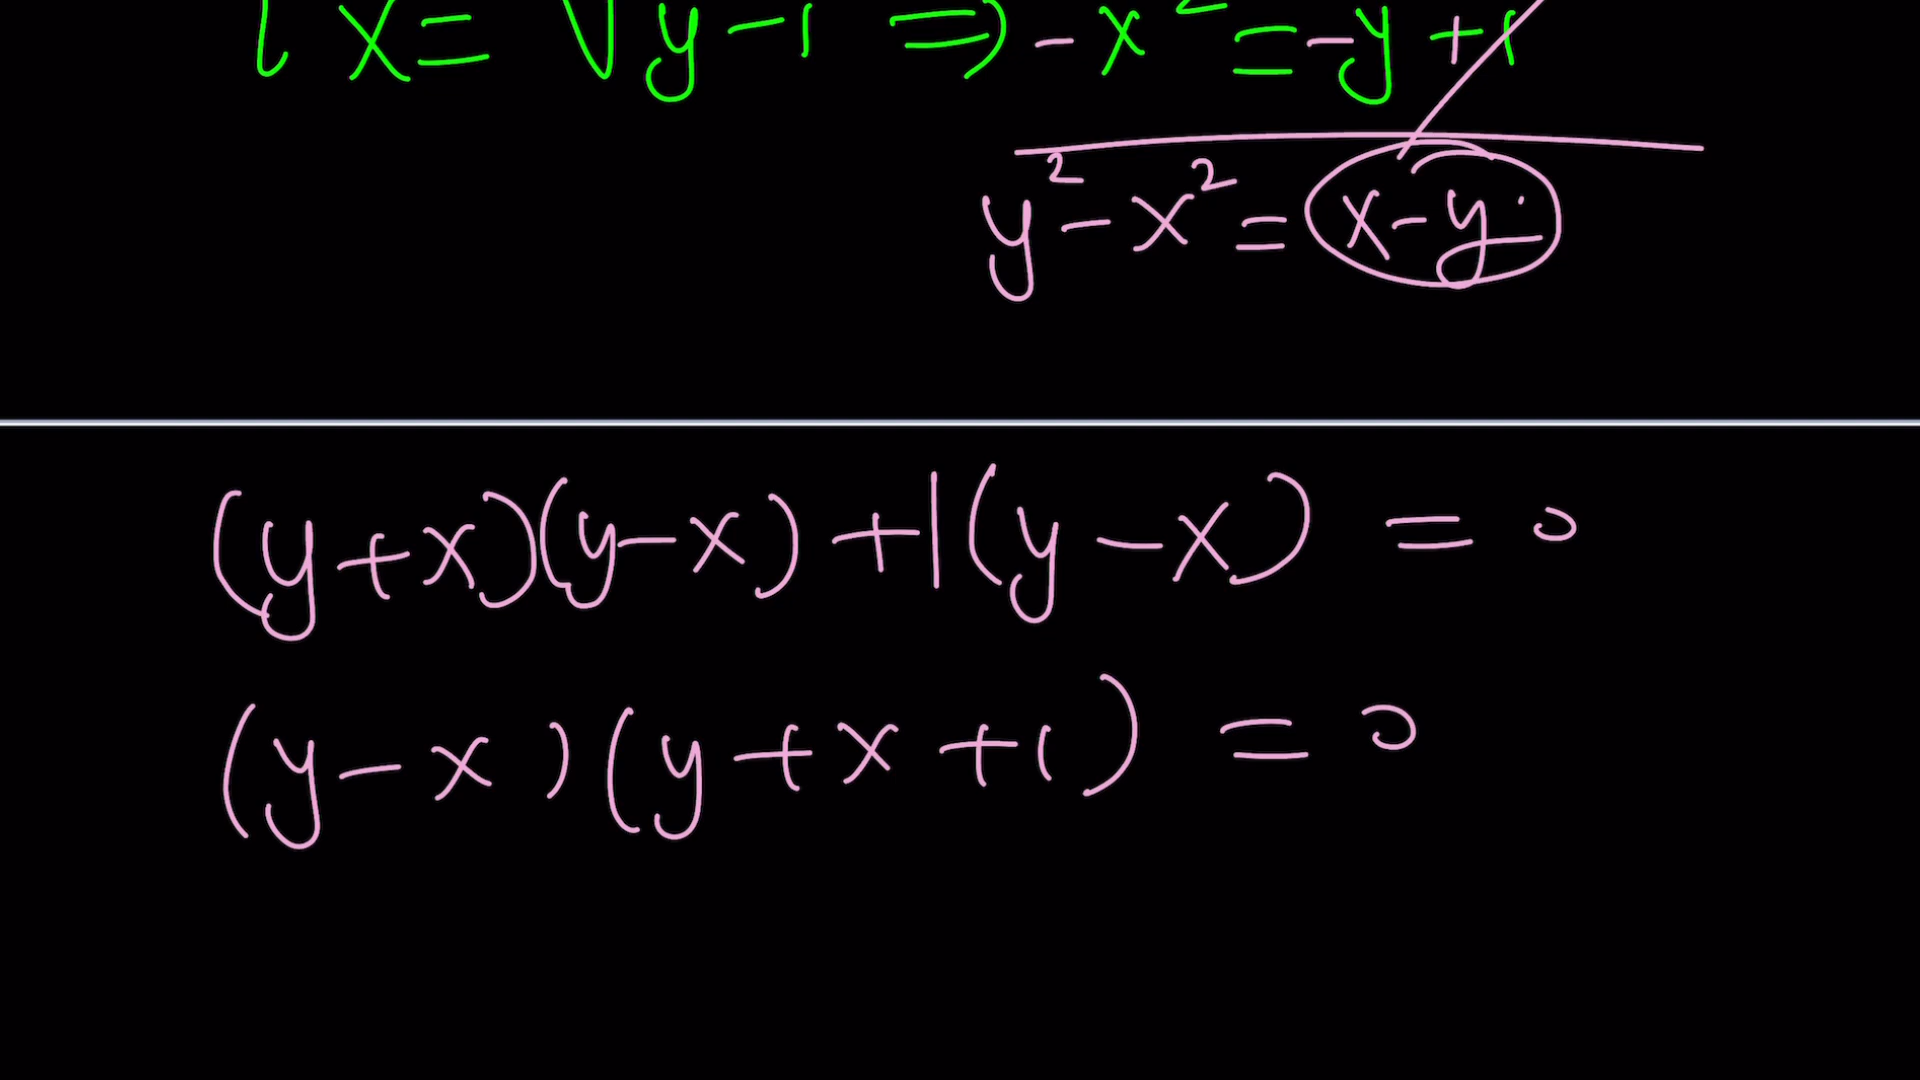 x = √y-1 ⇒ -x² = -y + 1
y² - x² = x - y
(y+x)(y-x) + 1(y-x) = 0
(y-x)(y+x+1) = 0